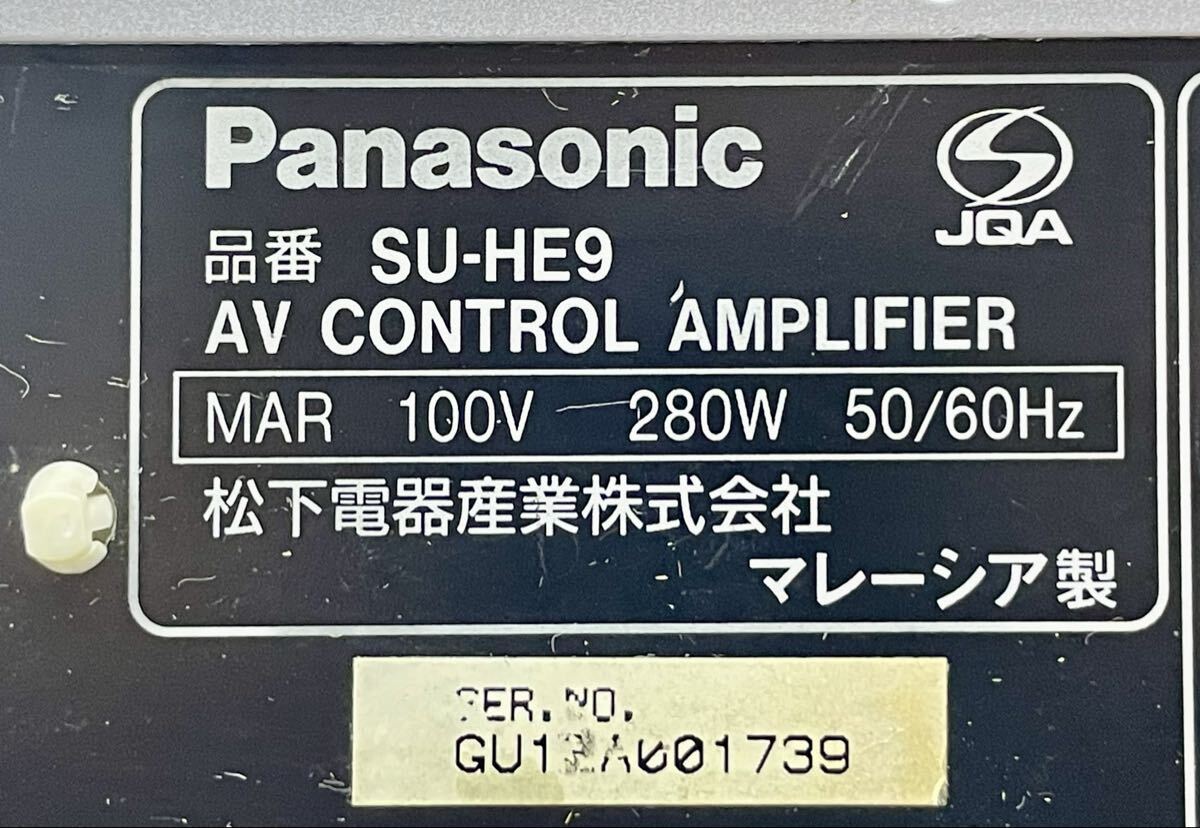 Panasonic
JQA
品番 SU-HE9
AV CONTROL AMPLIFIER
MAR 100V 280W 50/60Hz
松下電器産業株式会社
マレーシア製
SER.NO.